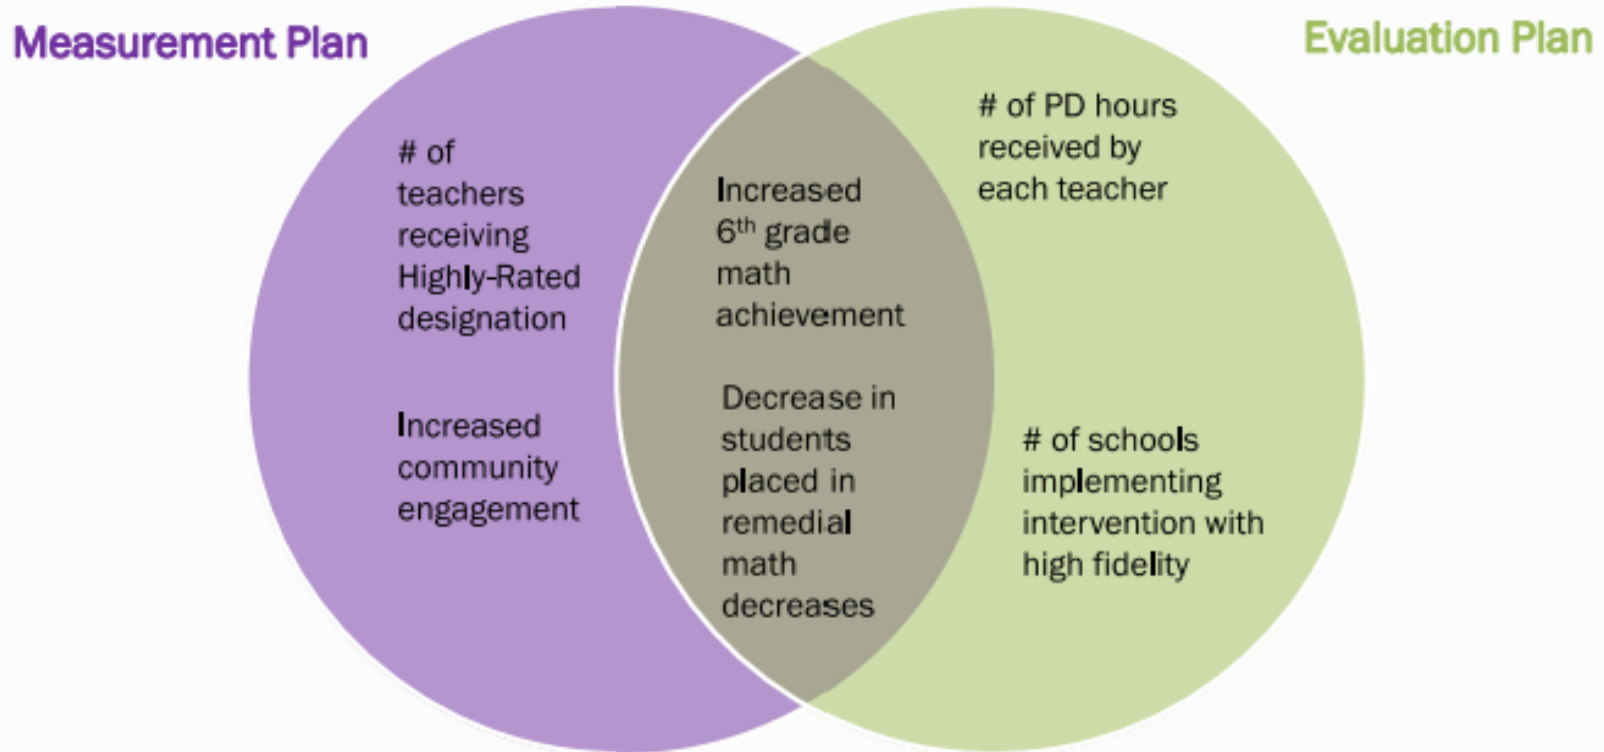 Measurement Plan
Evaluation Plan
# of
teachers
receiving
Highly-Rated
designation
Increased
community
engagement
Increased
6th grade
math
achievement
Decrease in
students
placed in
remedial
math
decreases
# of PD hours
received by
each teacher
# of schools
implementing
intervention with
high fidelity